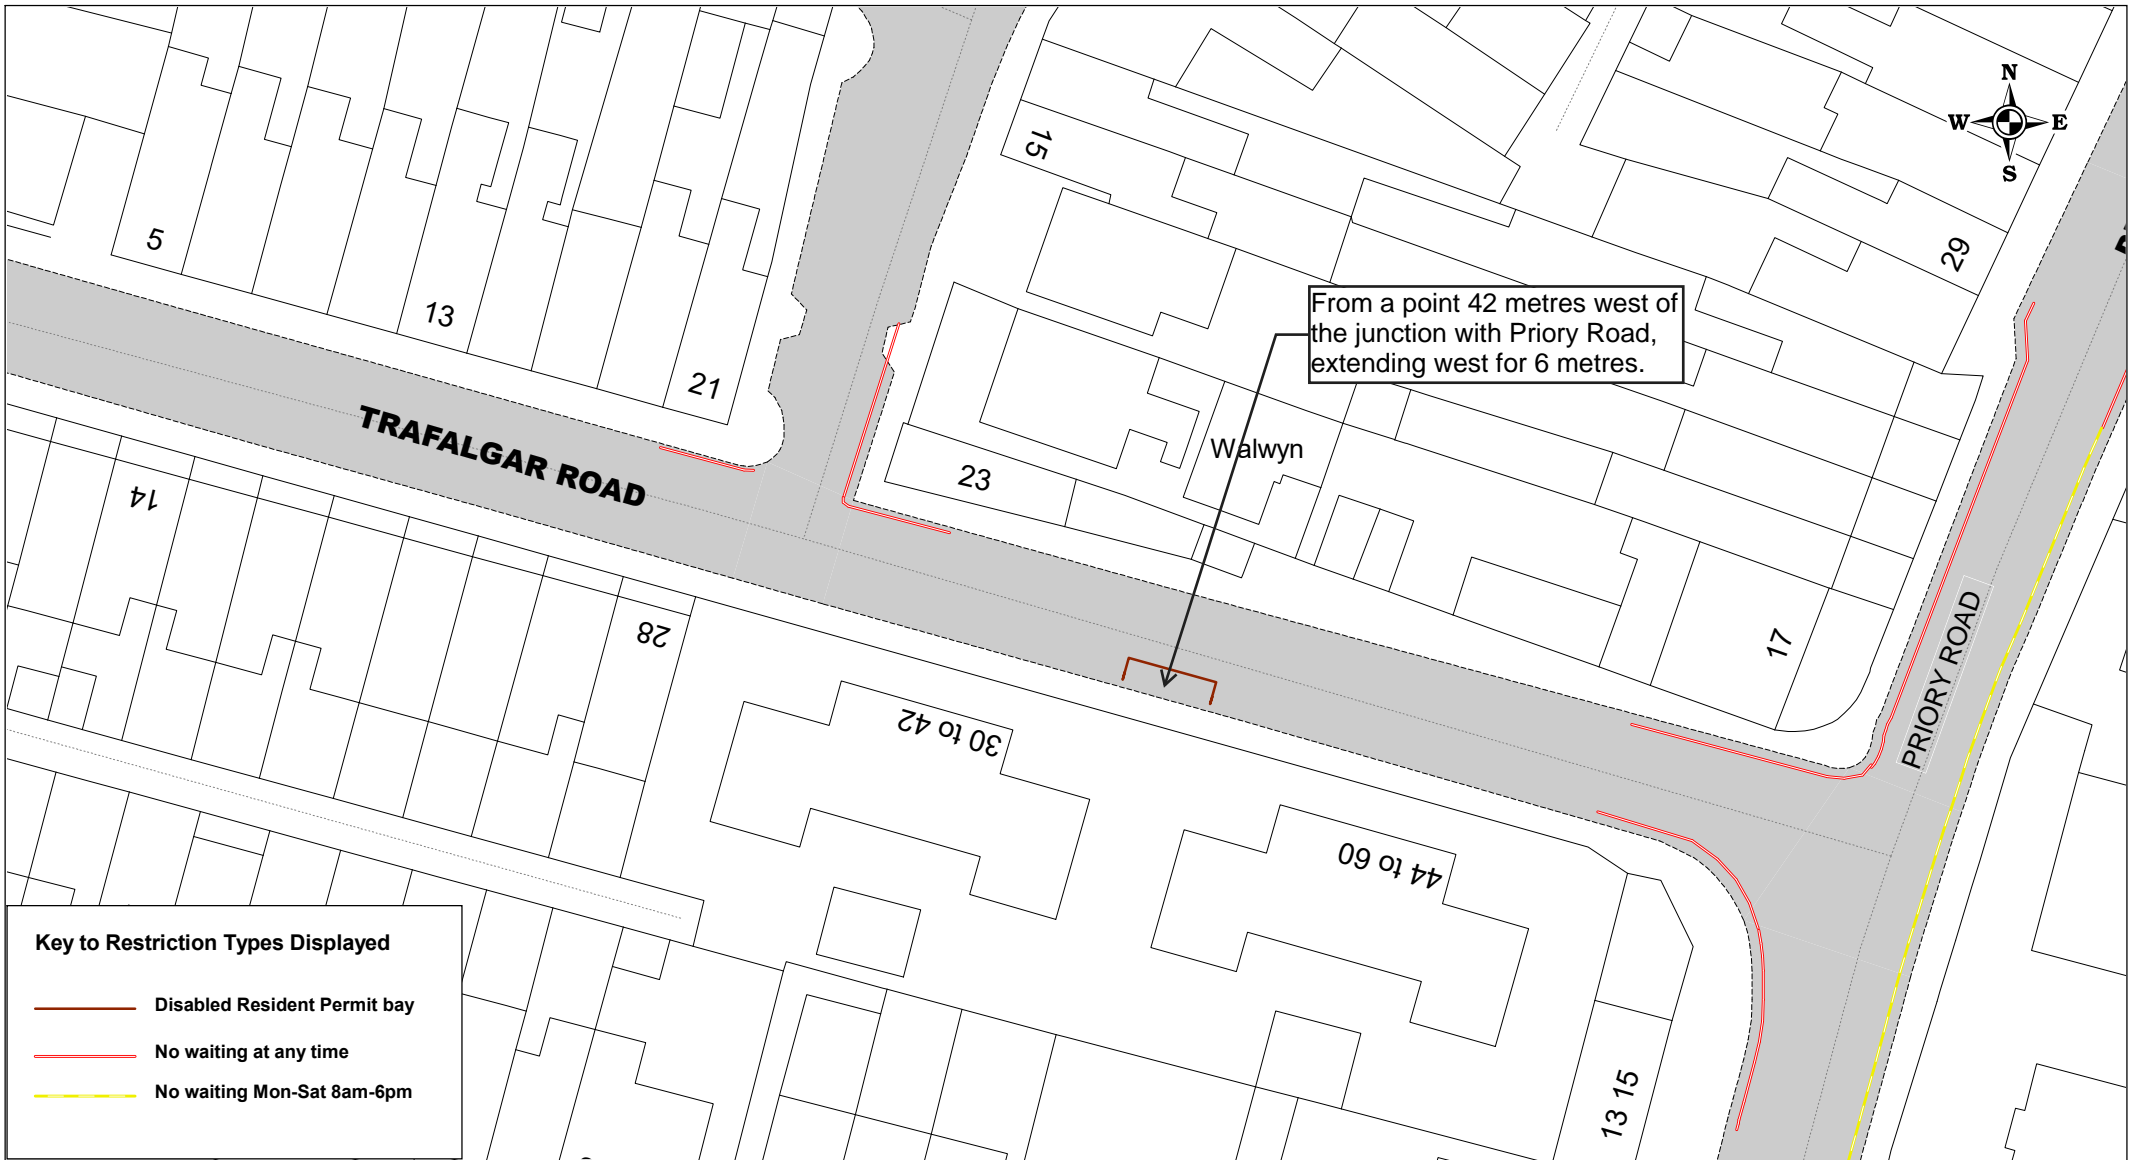 N
W E
S
15
5
29
13
From a point 42 metres west of
the junction with Priory Road,
extending west for 6 metres.
21
TRAFALGAR ROAD
Walwyn
23
14
28
17
PRIORY ROAD
30 to 42
44 to 60
Key to Restriction Types Displayed
Disabled Resident Permit bay
No waiting at any time
No waiting Mon-Sat 8am-6pm
13 15